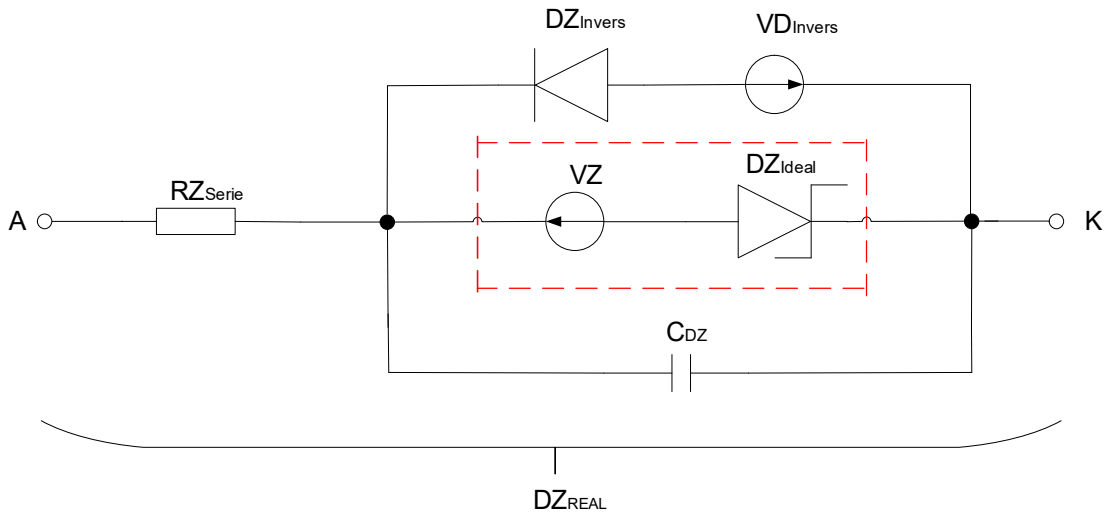 DZInvers
VDInvers
VZ
DZIdeal
RZSerie
A
K
CDZ
DZREAL